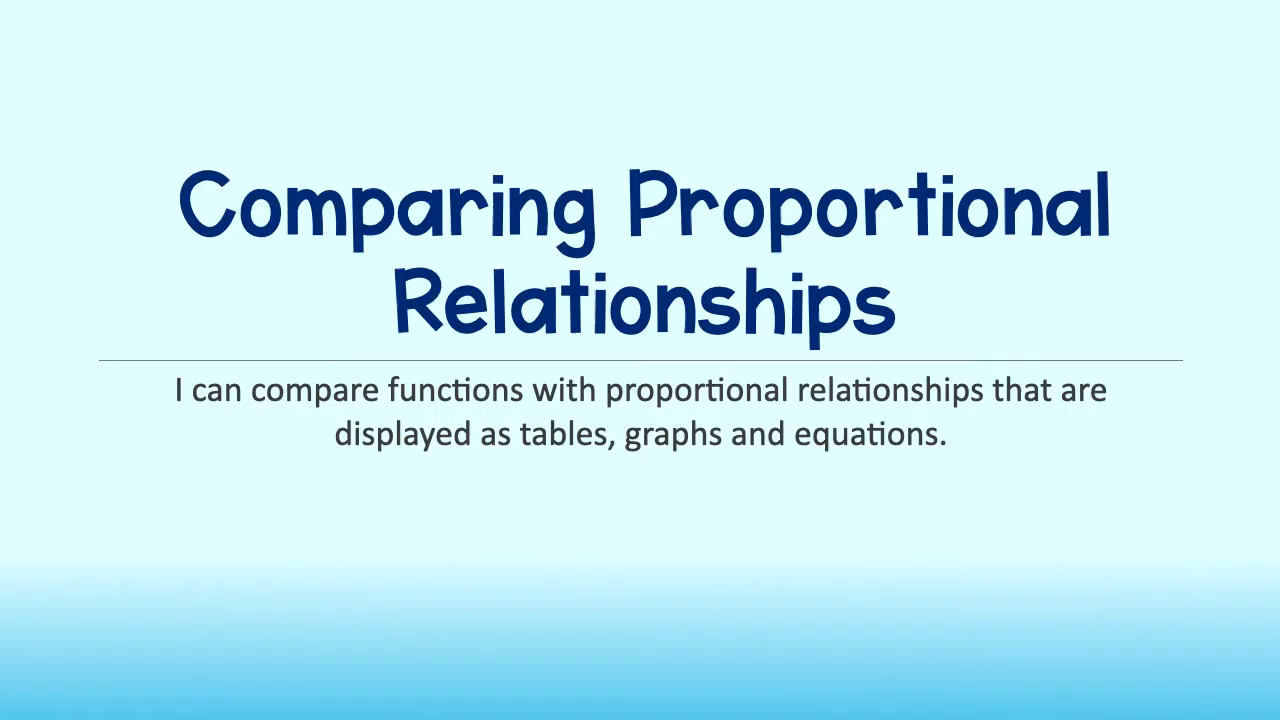 Comparing Proportional
Relationships
I can compare functions with proportional relationships that are
displayed as tables, graphs and equations.